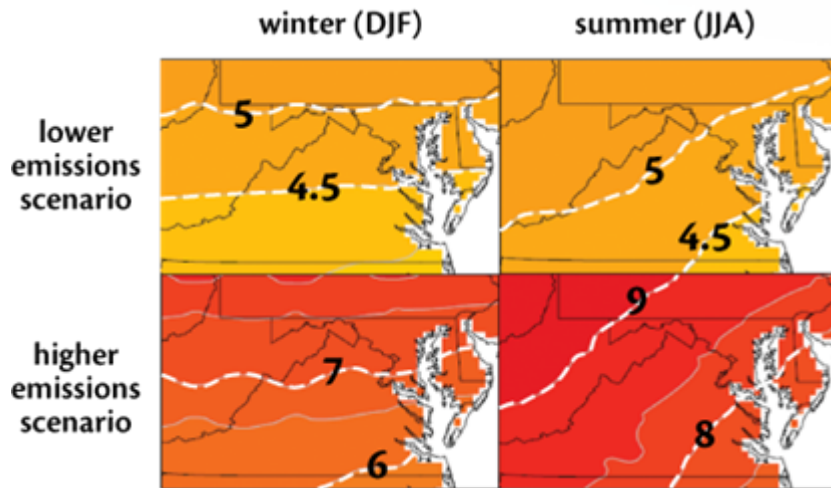 winter (DJF)
summer (JJA)
lower
emissions
scenario
5
4.5
5
4.5
higher
emissions
scenario
7
6
9
8